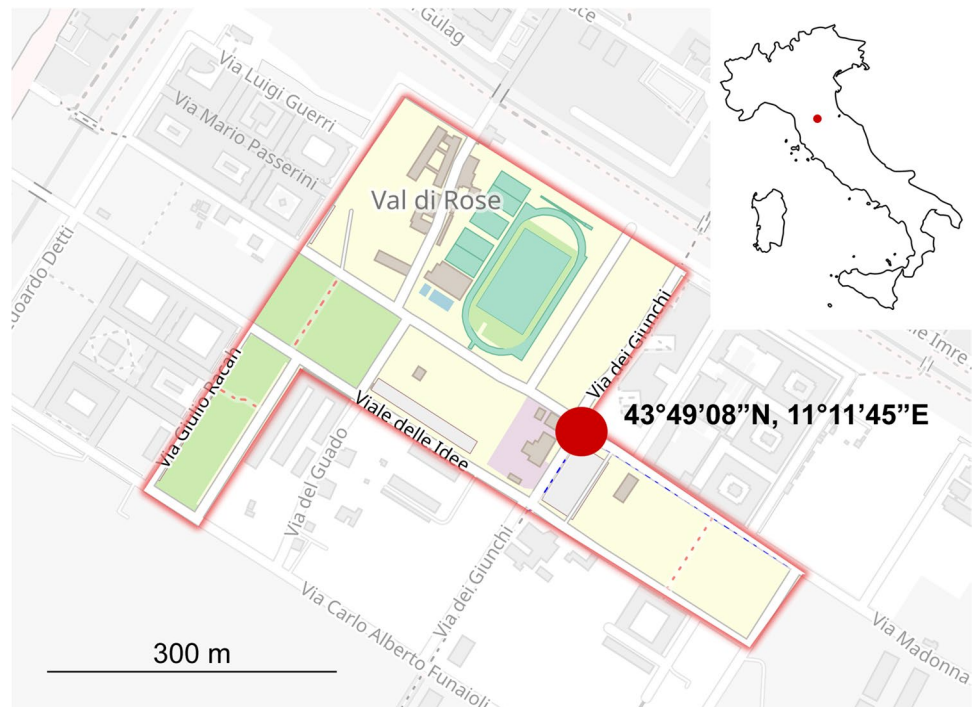 Gulag
Via Luigi Guerri
Via Mario Passerini
Val di Rose
Via dei Giunchi
43°49’08”N, 11°11’45”E
Via Giulio Racah
Viale delle Idee
Via del Guado
Via dei Giunchi
Via Carlo Alberto
Funaioli
Via Madonna
300 m